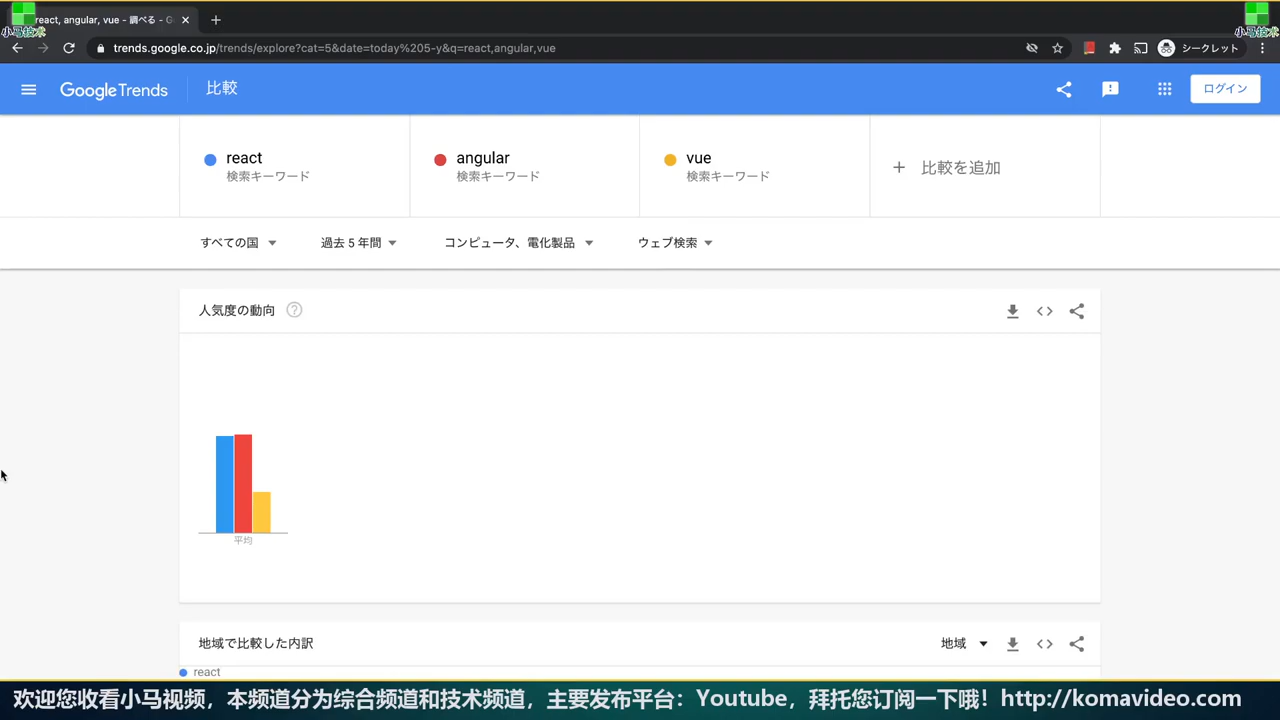 react, angular, vue - 調べる - G
小马技术
小马技术
trends.google.co.jp/trends/explore?cat=5&date=today%205-y&q=react,angular,vue
シークレット
Google Trends
比較
ログイン
react
検索キーワード
angular
検索キーワード
vue
検索キーワード
+ 比較を追加
すべての国
過去 5 年間
コンピュータ、電化製品
ウェブ検索
人気度の動向
平均
地域で比較した内訳
地域
react
欢迎您收看小马视频，本频道分为综合频道和技术频道，主要发布平台：Youtube，拜托您订阅一下哦！http://komavideo.com